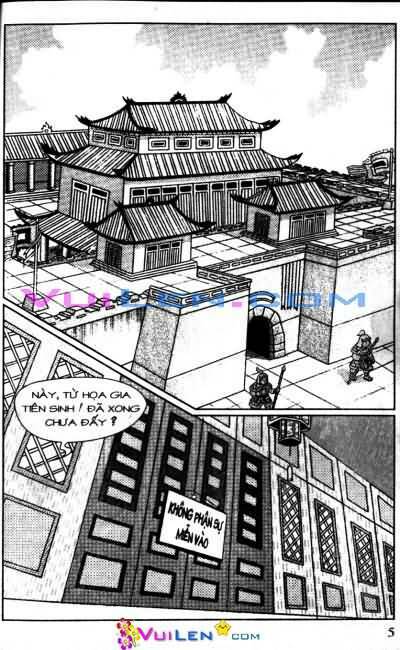 VuiLen.com
NÀY, TỪ HỌA GIA
TIÊN SINH! ĐÃ XONG
CHƯA ĐẤY?
KHÔNG PHẬN SỰ
MIỄN VÀO
5
VuiLen.com